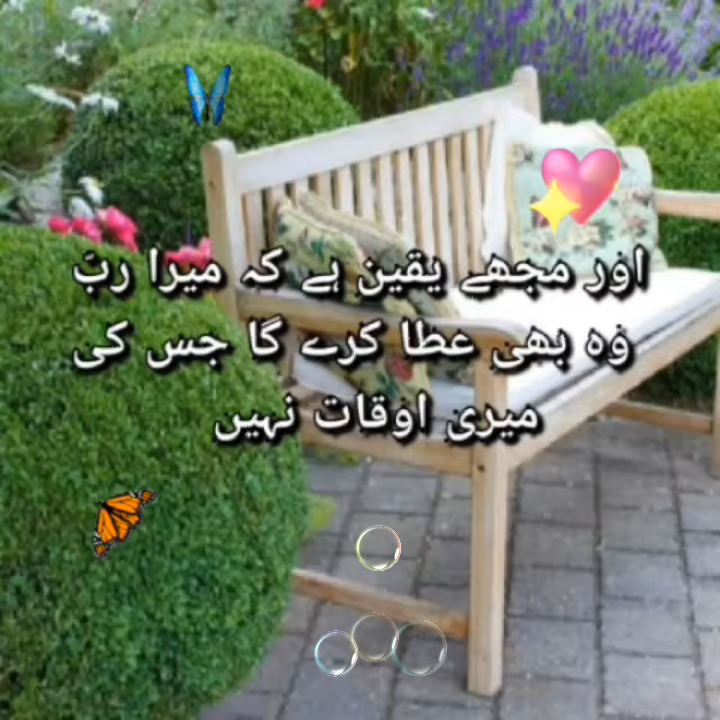 اور مجھے یقین ہے کہ میرا ربّ
وہ بھی عطا کرے گا جس کی
میری اوقات نہیں